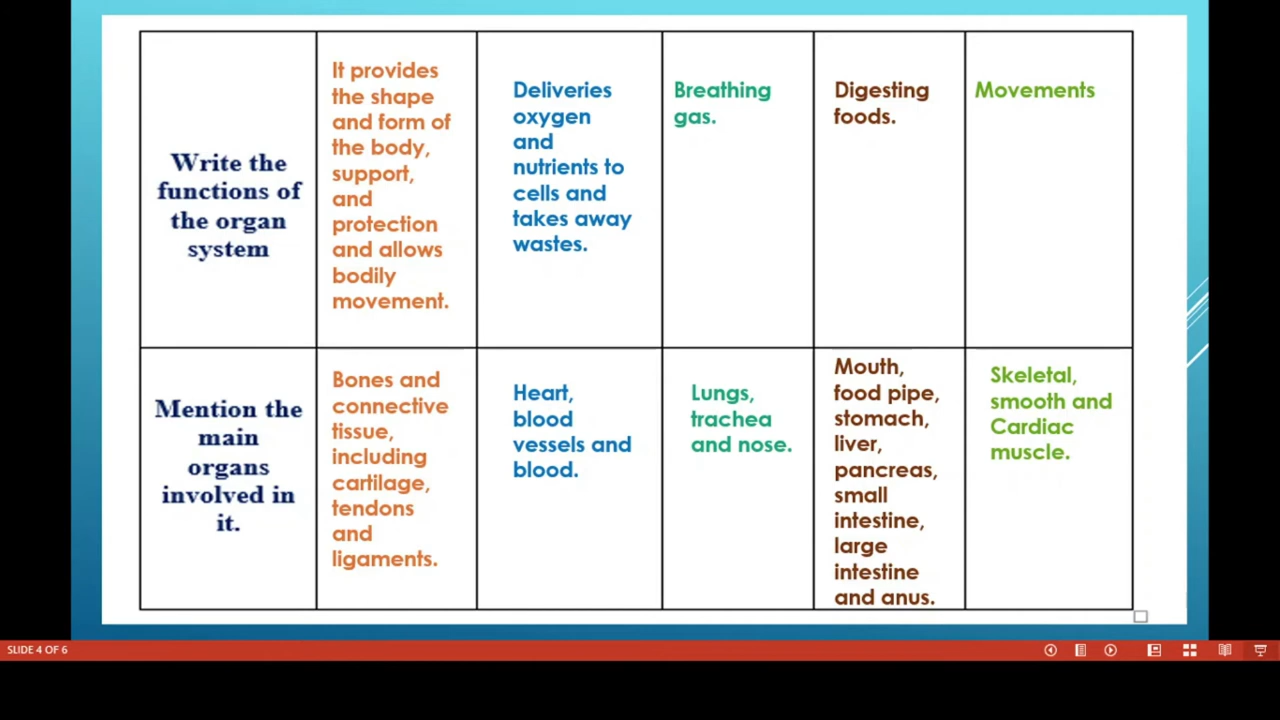 Write the
functions of
the organ
system
It provides
the shape
and form of
the body,
support,
and
protection
and allows
bodily
movement.
Deliveries
oxygen
and
nutrients to
cells and
takes away
wastes.
Breathing
gas.
Digesting
foods.
Movements
Mention the
main
organs
involved in
it.
Bones and
connective
tissue,
including
cartilage,
tendons
and
ligaments.
Heart,
blood
vessels and
blood.
Lungs,
trachea
and nose.
Mouth,
food pipe,
stomach,
liver,
pancreas,
small
intestine,
large
intestine
and anus.
Skeletal,
smooth and
Cardiac
muscle.
SLIDE 4 OF 6